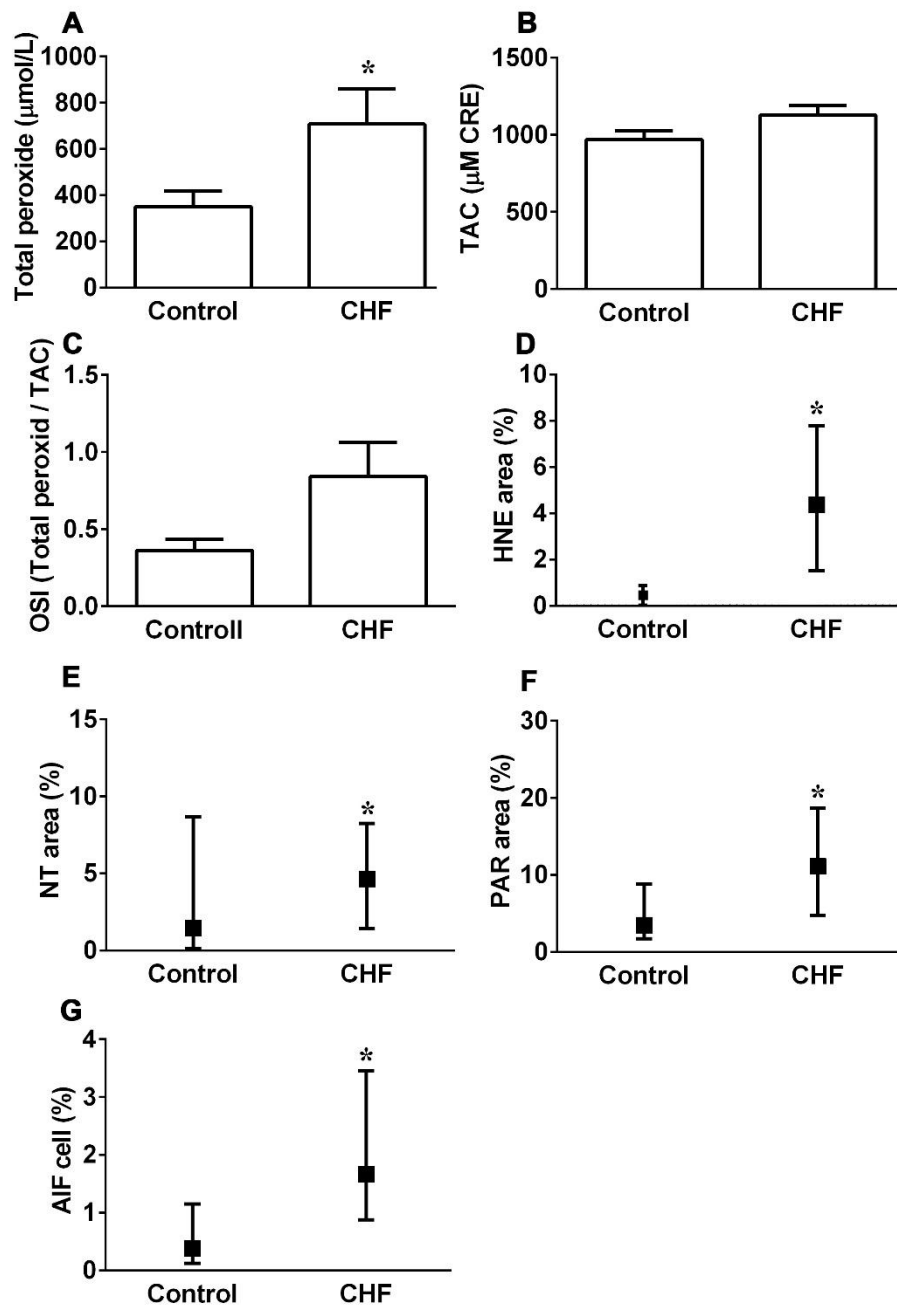 A
Total peroxide (μmol/L)
1000
800
600
400
200
0
*
Control CHF
B
TAC (μM CRE)
1500
1000
500
0
Control CHF
C
OSI (Total peroxid / TAC)
1.5
1.0
0.5
0.0
Controll CHF
D
HNE area (%)
10
8
6
4
2
0
*
Control CHF
E
NT area (%)
15
10
5
0
*
Control CHF
F
PAR area (%)
30
20
10
0
*
Control CHF
G
AIF cell (%)
4
3
2
1
0
*
Control CHF